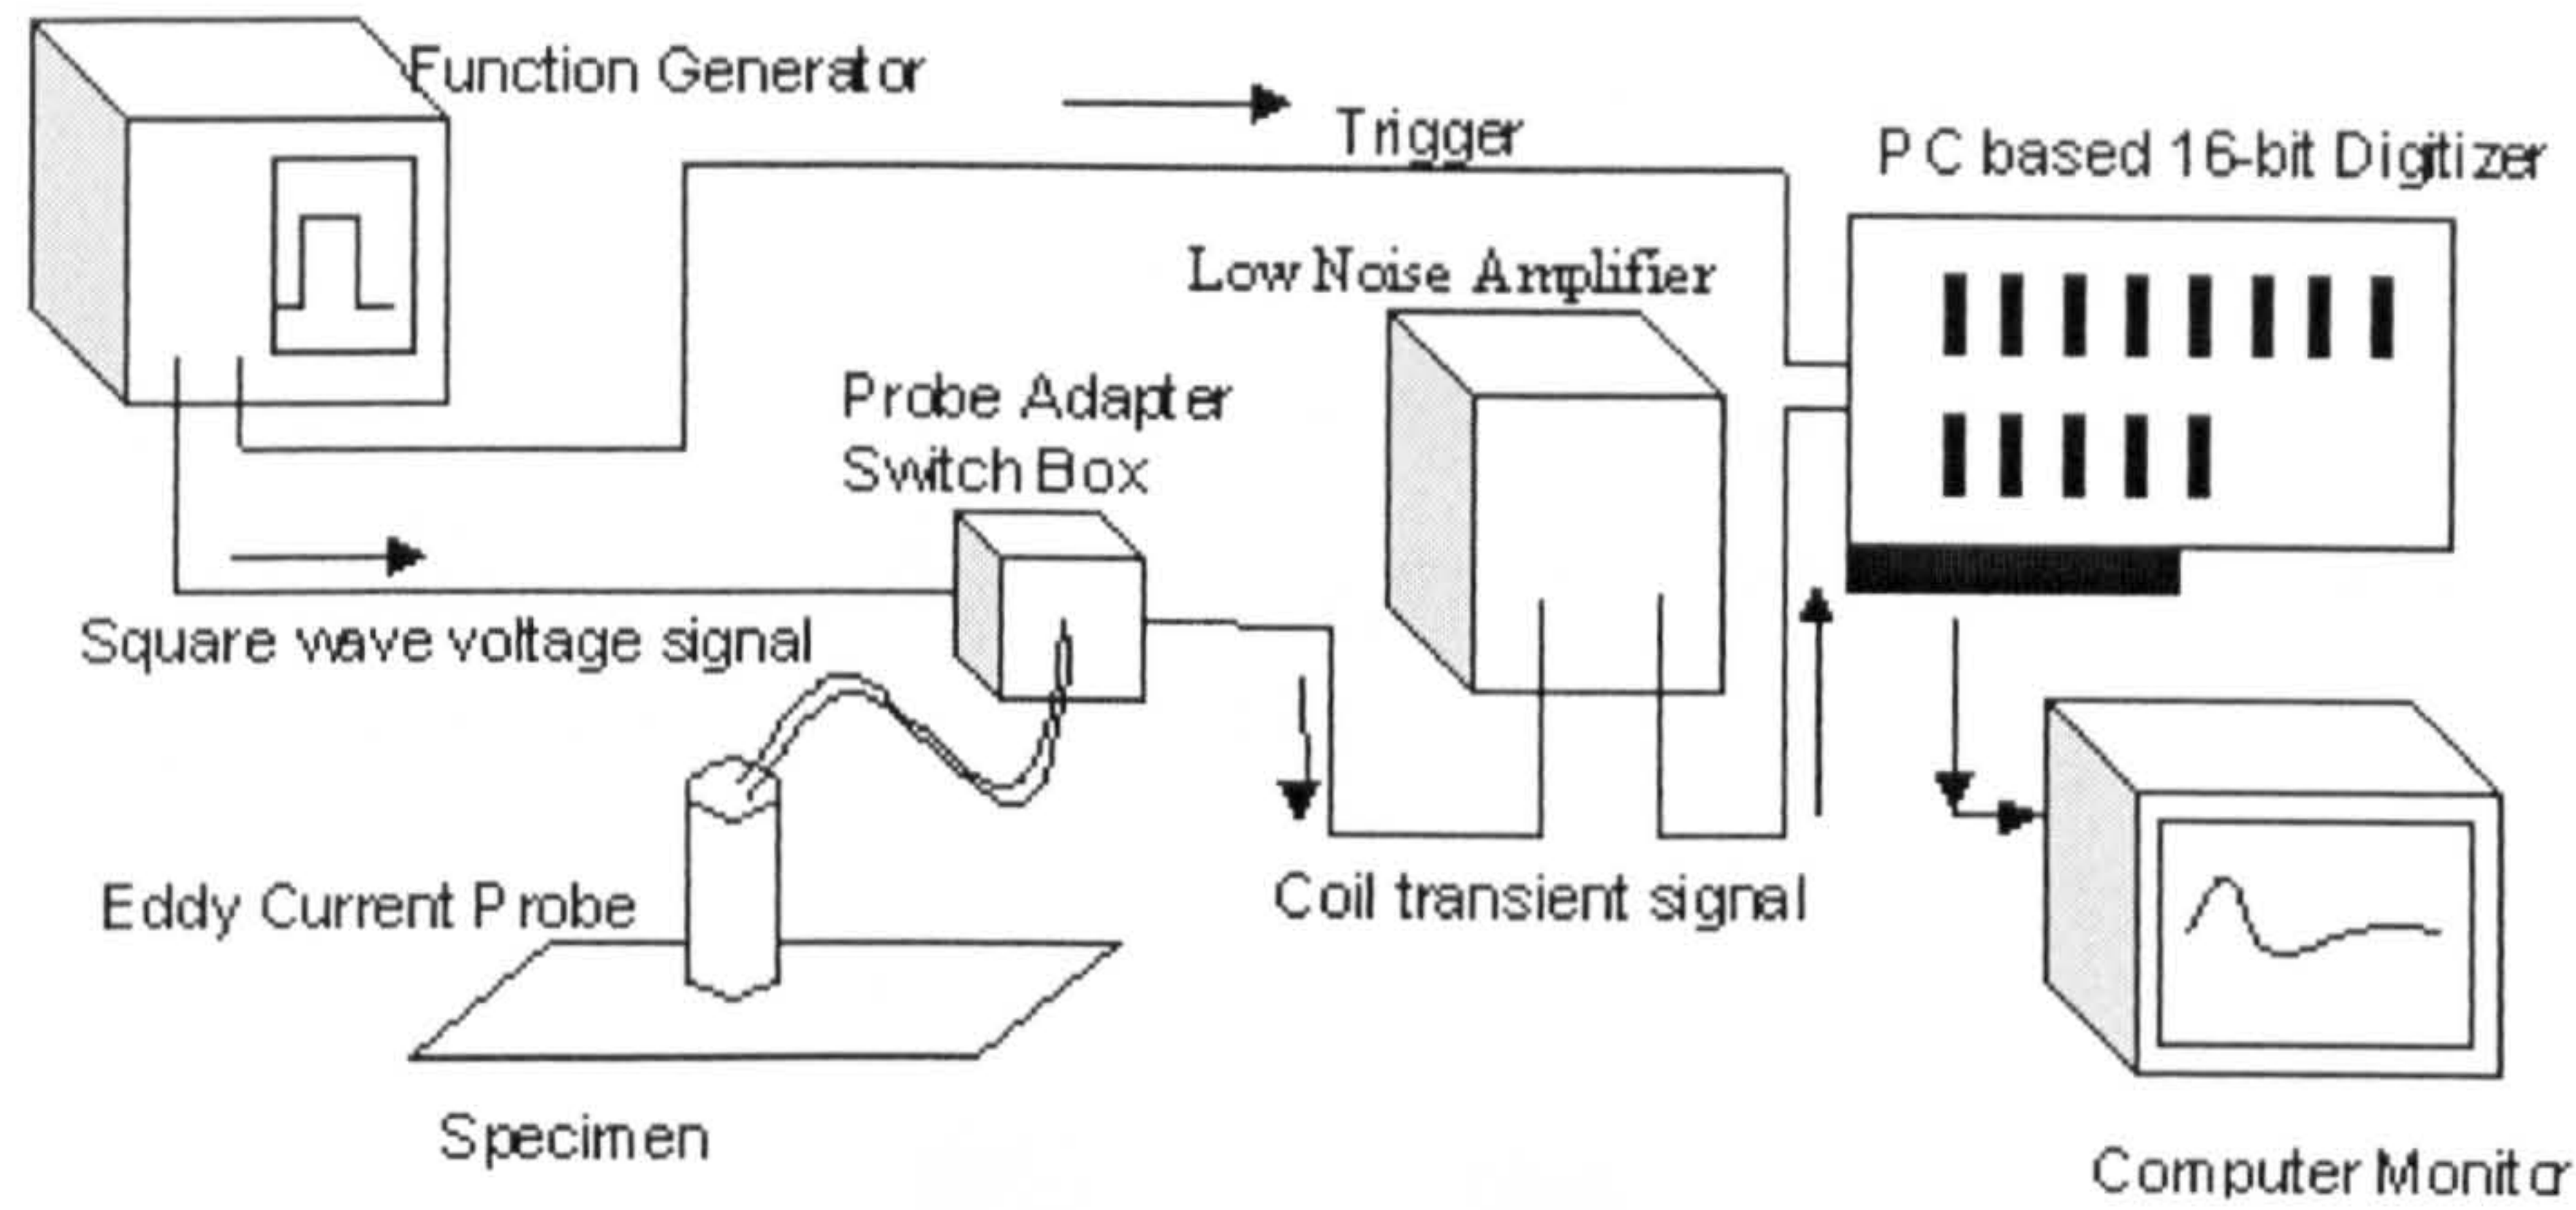 Function Generator
Trigger
PC based 16-bit Digitizer
Low Noise Amplifier
Probe Adapter
Switch Box
Square wave voltage signal
Eddy Current Probe
Coil transient signal
Specimen
Computer Monitor